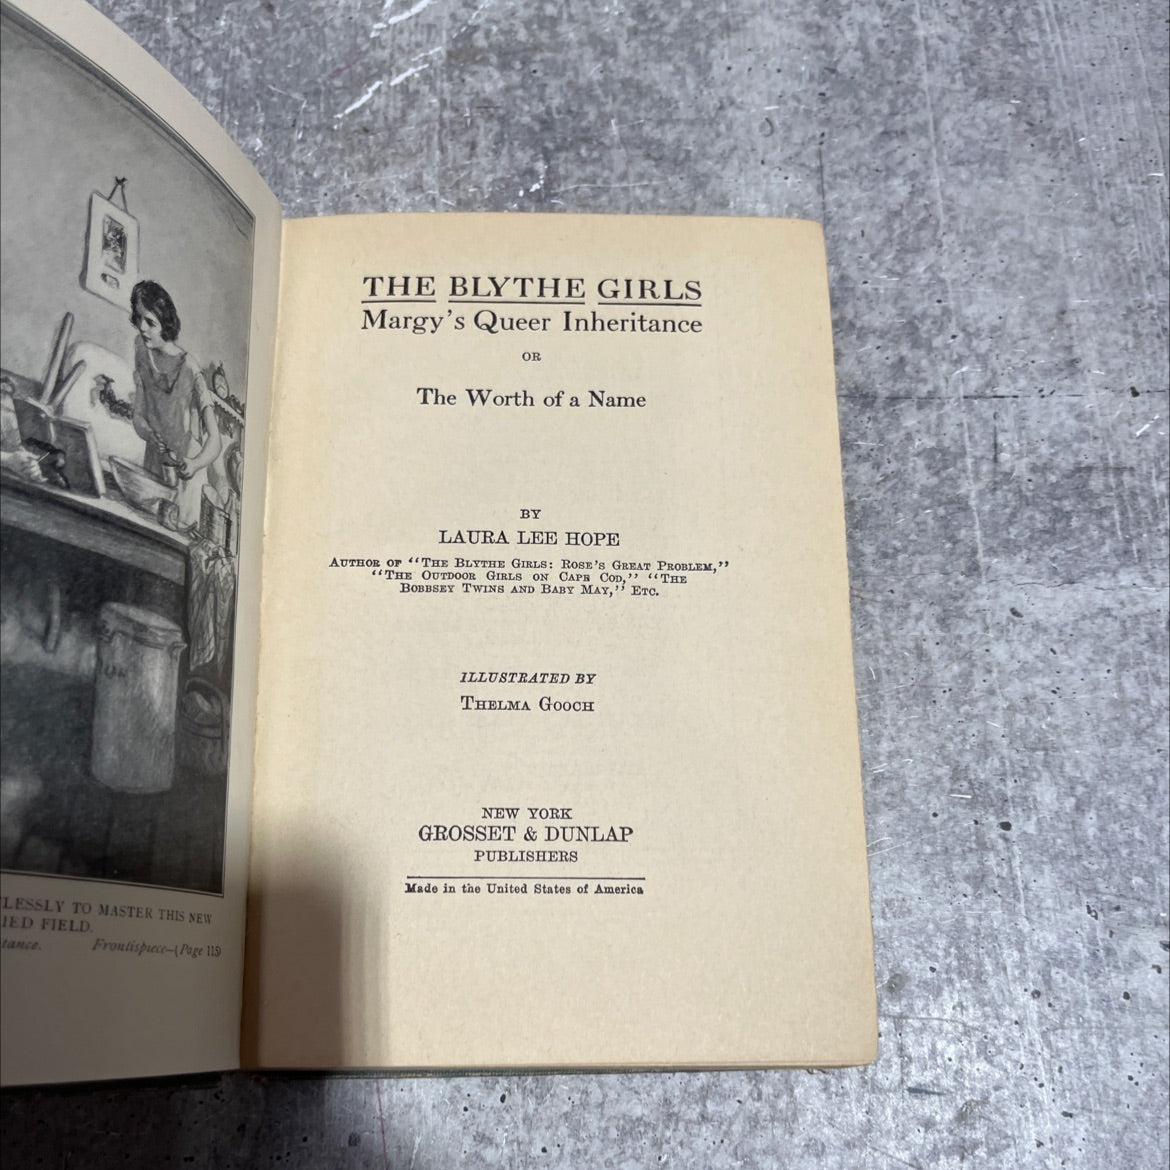 TLESSLY TO MASTER THIS NEW
IED FIELD.
tance. Frontispiece—(Page 115)
THE BLYTHE GIRLS
Margy's Queer Inheritance
OR
The Worth of a Name
BY
LAURA LEE HOPE
AUTHOR OF "THE BLYTHE GIRLS: ROSE'S GREAT PROBLEM,"
"THE OUTDOOR GIRLS ON CAPE COD," "THE
BOBBSEY TWINS AND BABY MAY," ETC.
ILLUSTRATED BY
THELMA GOOCH
NEW YORK
GROSSET & DUNLAP
PUBLISHERS
Made in the United States of America